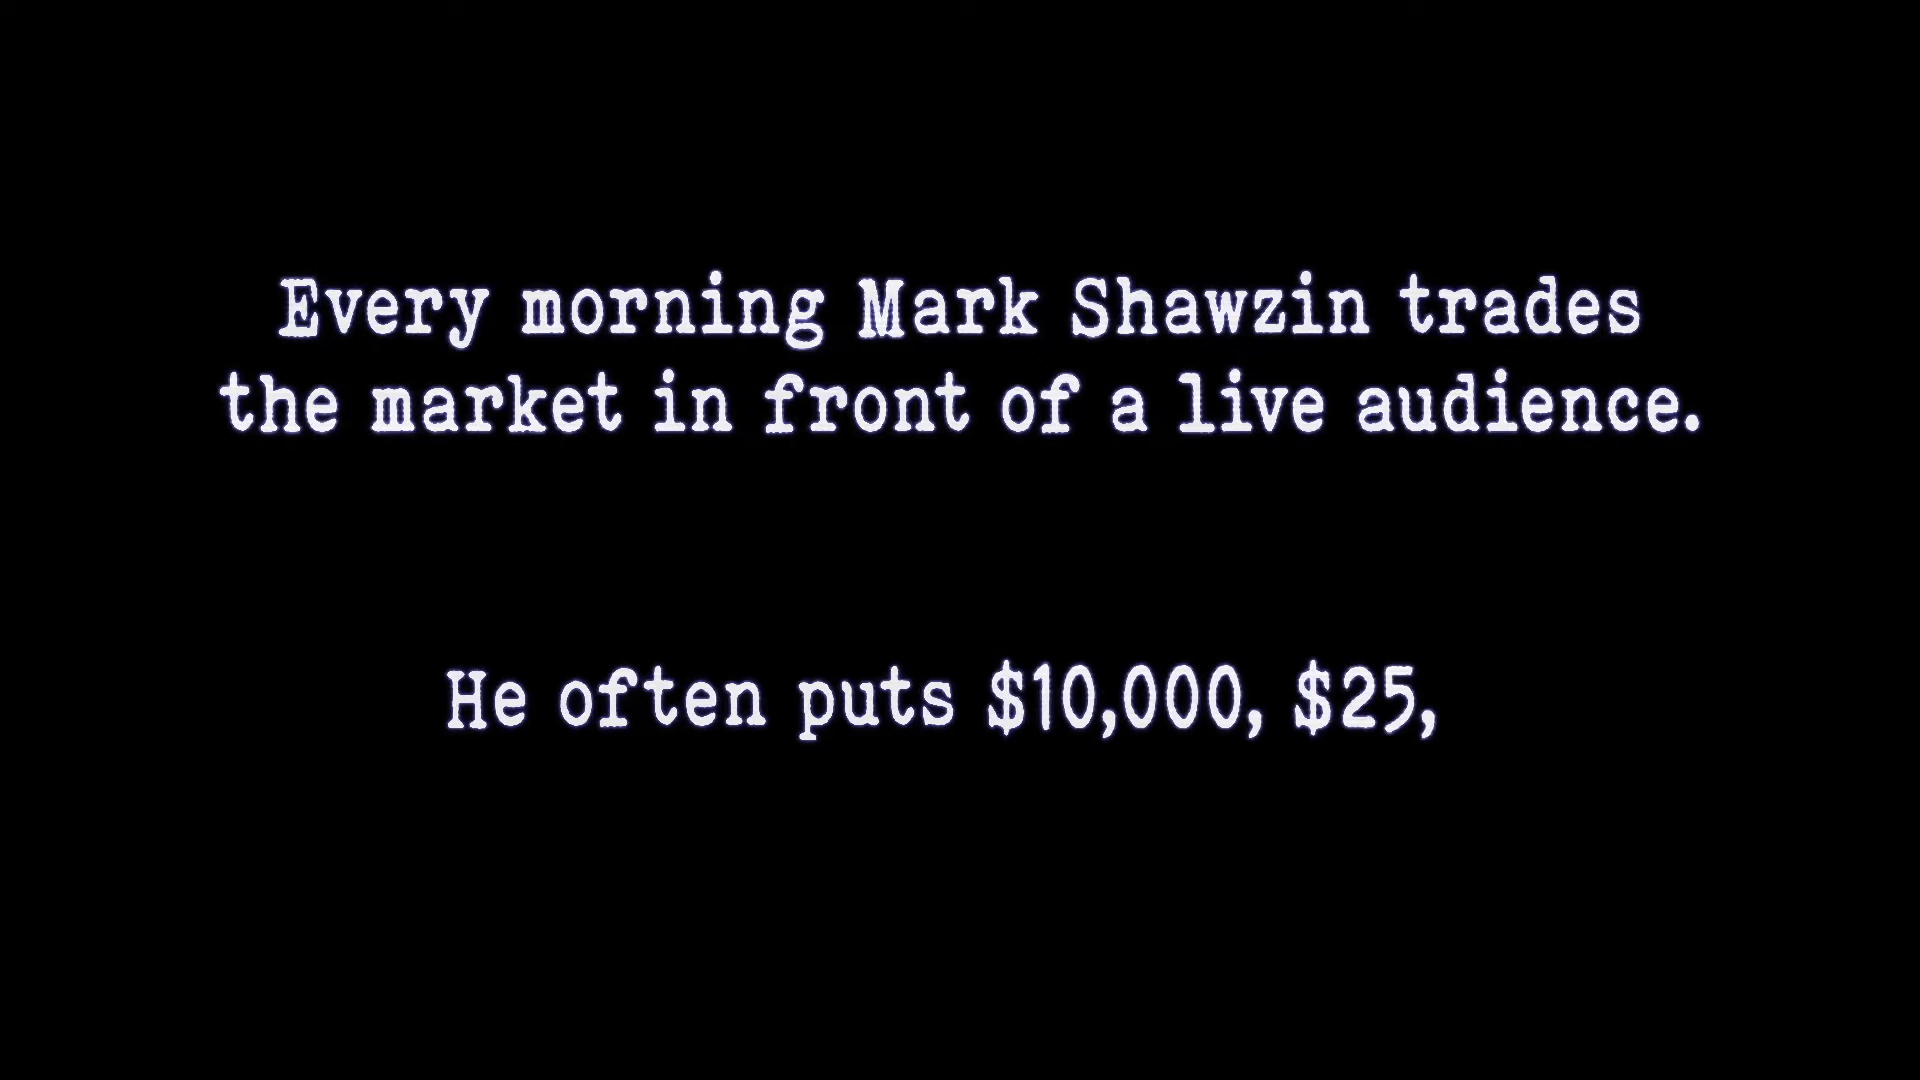 Every morning Mark Shawzin trades
the market in front of a live audience.
He often puts $10,000, $25,